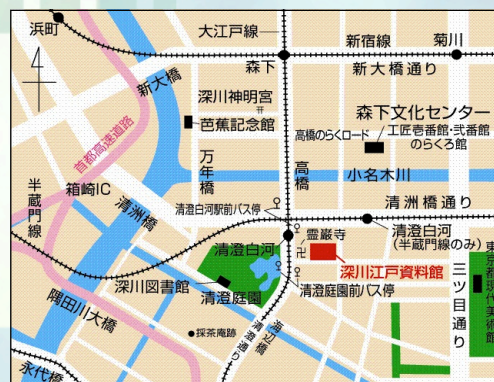 浜町
大江戸線
新宿線
菊川
森下
新大橋通り
新大橋
深川神明宮
芭蕉記念館
森下文化センター
工匠壱番館・弐番館
のらくろ館
高橋のらくロード
首都高速道路
万年橋
高橋
小名木川
半蔵門線
箱崎IC
清洲橋
清洲橋通り
清澄白河駅前バス停
清澄白河
(半蔵門線のみ)
霊巌寺
卍
清澄白河
深川江戸資料館
三ツ目通り
東京都現代美術館
深川図書館
清澄庭園
清澄庭園前バス停
隅田川大橋
採荼庵跡
海辺橋
清澄通り
永代橋